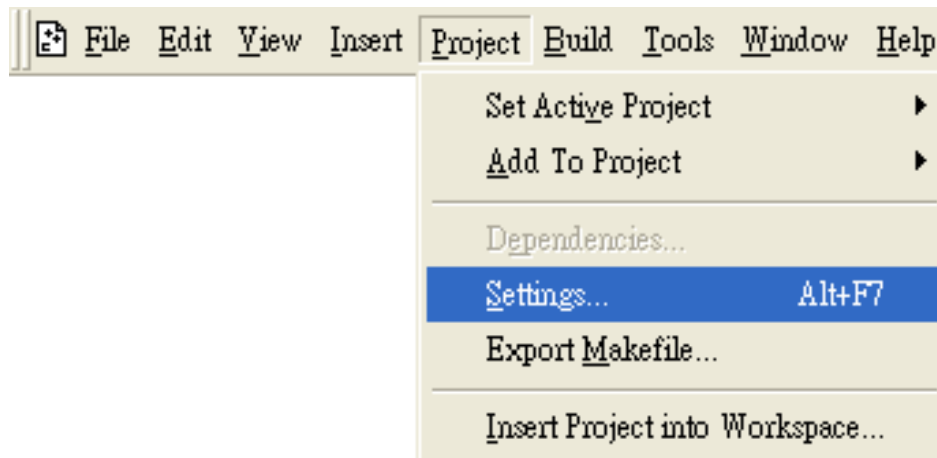 File Edit View Insert Project Build Tools Window Help
Set Active Project
Add To Project
Dependencies...
Settings... Alt+F7
Export Makefile...
Insert Project into Workspace...